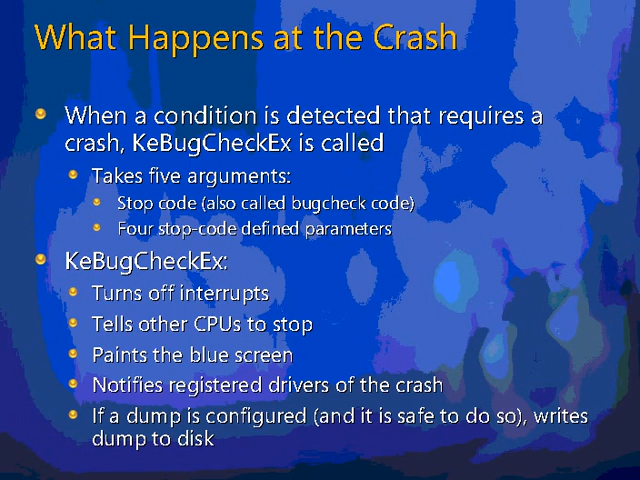 What Happens at the Crash
When a condition is detected that requires a
crash, KeBugCheckEx is called
Takes five arguments:
Stop code (also called bugcheck code)
Four stop-code defined parameters
KeBugCheckEx:
Turns off interrupts
Tells other CPUs to stop
Paints the blue screen
Notifies registered drivers of the crash
If a dump is configured (and it is safe to do so), writes
dump to disk